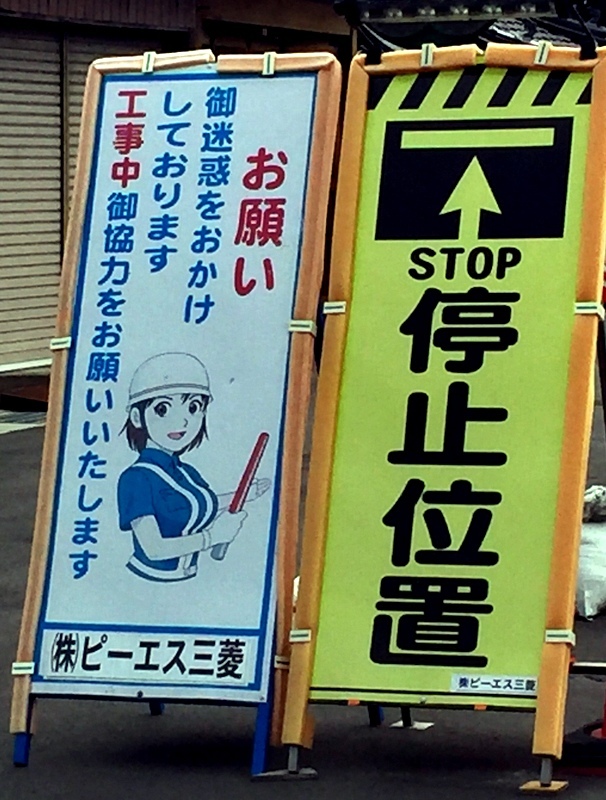 お願い
御迷惑をおかけ
しております
工事中御協力をお願いいたします
㈱ピーエス三菱
STOP
停止位置
㈱ピーエス三菱